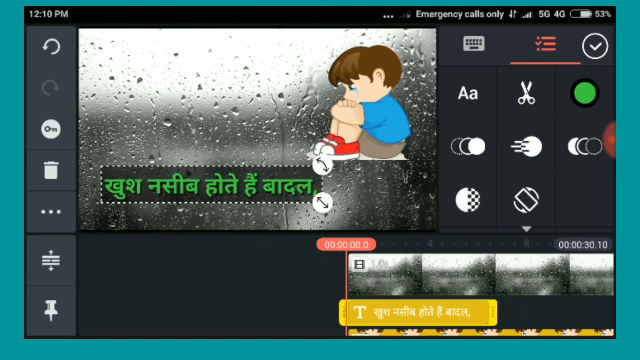 12:10 PM
... Emergency calls only 5G 4G 53%
Aa
खुश नसीब होते हैं बादल,
00:00:00.0
4
00:00:30.10
T खुश नसीब होते हैं बादल,